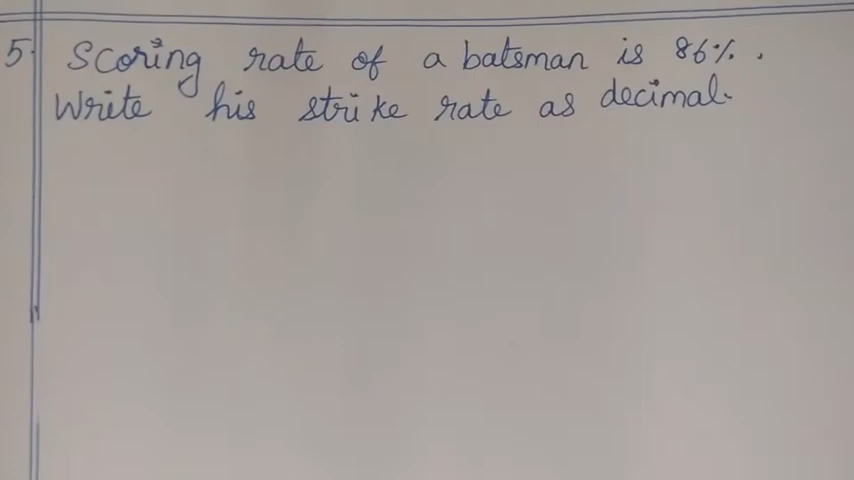 5. Scoring rate of a batsman is 86%.
Write his strike rate as decimal.